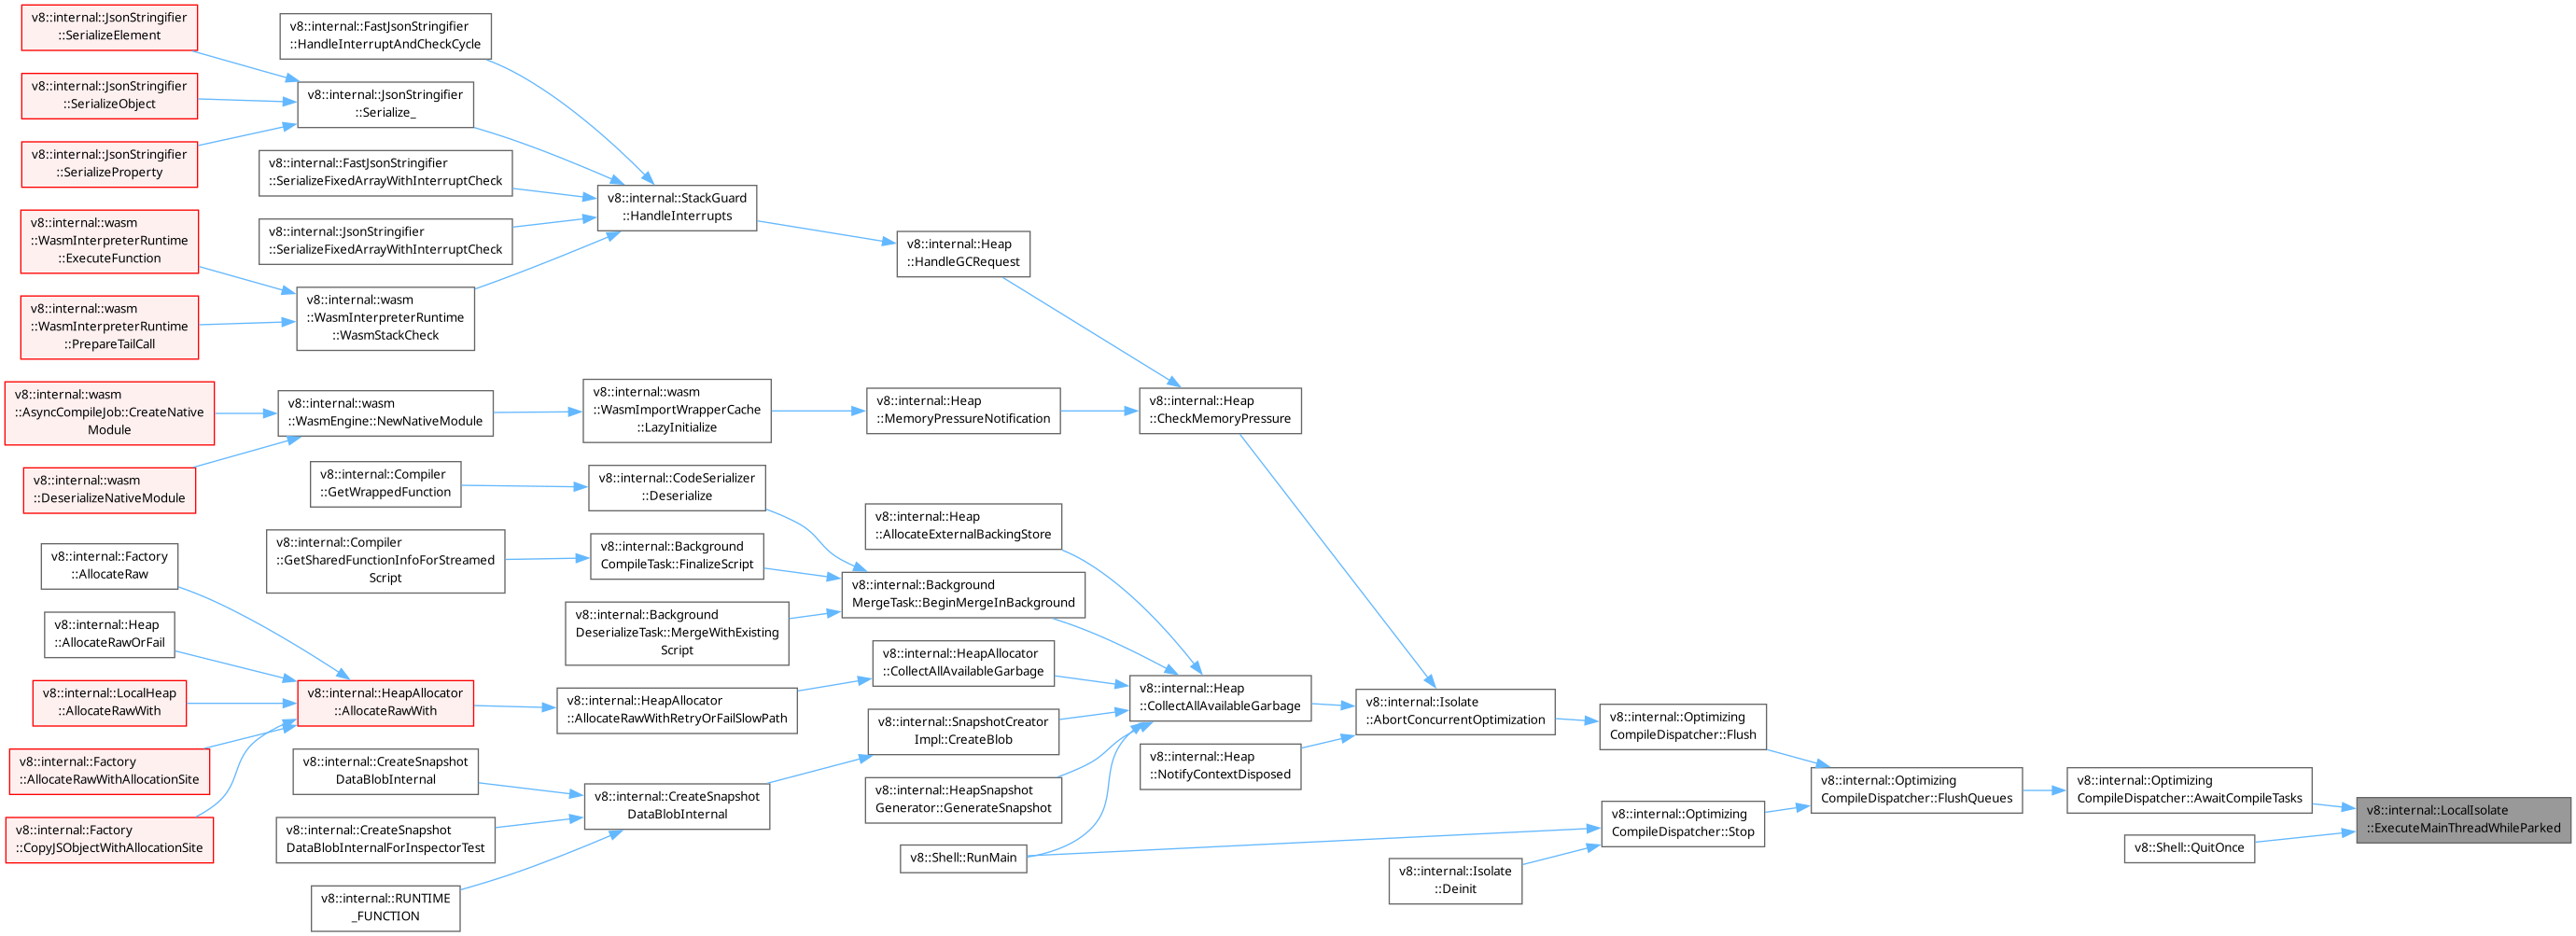 v8::internal::JsonStringifier
::SerializeElement
v8::internal::JsonStringifier
::SerializeObject
v8::internal::JsonStringifier
::SerializeProperty
v8::internal::wasm
::WasmInterpreterRuntime
::ExecuteFunction
v8::internal::wasm
::WasmInterpreterRuntime
::PrepareTailCall
v8::internal::wasm
::AsyncCompileJob::CreateNative
Module
v8::internal::wasm
::DeserializeNativeModule
v8::internal::Factory
::AllocateRaw
v8::internal::Heap
::AllocateRawOrFail
v8::internal::LocalHeap
::AllocateRawWith
v8::internal::Factory
::AllocateRawWithAllocationSite
v8::internal::Factory
::CopyJSObjectWithAllocationSite
v8::internal::FastJsonStringifier
::HandleInterruptAndCheckCycle
v8::internal::JsonStringifier
::Serialize_
v8::internal::FastJsonStringifier
::SerializeFixedArrayWithInterruptCheck
v8::internal::JsonStringifier
::SerializeFixedArrayWithInterruptCheck
v8::internal::wasm
::WasmInterpreterRuntime
::WasmStackCheck
v8::internal::wasm
::WasmEngine::NewNativeModule
v8::internal::Compiler
::GetWrappedFunction
v8::internal::Compiler
::GetSharedFunctionInfoForStreamed
Script
v8::internal::HeapAllocator
::AllocateRawWith
v8::internal::CreateSnapshot
DataBlobInternal
v8::internal::CreateSnapshot
DataBlobInternalForInspectorTest
v8::internal::RUNTIME
_FUNCTION
v8::internal::StackGuard
::HandleInterrupts
v8::internal::wasm
::WasmImportWrapperCache
::LazyInitialize
v8::internal::CodeSerializer
::Deserialize
v8::internal::Background
CompileTask::FinalizeScript
v8::internal::Background
DeserializeTask::MergeWithExisting
Script
v8::internal::HeapAllocator
::AllocateRawWithRetryOrFailSlowPath
v8::internal::CreateSnapshot
DataBlobInternal
v8::internal::Heap
::HandleGCRequest
v8::internal::Heap
::MemoryPressureNotification
v8::internal::Heap
::AllocateExternalBackingStore
v8::internal::Background
MergeTask::BeginMergeInBackground
v8::internal::HeapAllocator
::CollectAllAvailableGarbage
v8::internal::SnapshotCreator
Impl::CreateBlob
v8::internal::HeapSnapshot
Generator::GenerateSnapshot
v8::Shell::RunMain
v8::internal::Heap
::CheckMemoryPressure
v8::internal::Heap
::CollectAllAvailableGarbage
v8::internal::Heap
::NotifyContextDisposed
v8::internal::Isolate
::AbortConcurrentOptimization
v8::internal::Isolate
::Deinit
v8::internal::Optimizing
CompileDispatcher::Flush
v8::internal::Optimizing
CompileDispatcher::Stop
v8::internal::Optimizing
CompileDispatcher::FlushQueues
v8::internal::Optimizing
CompileDispatcher::AwaitCompileTasks
v8::Shell::QuitOnce
v8::internal::LocalIsolate
::ExecuteMainThreadWhileParked